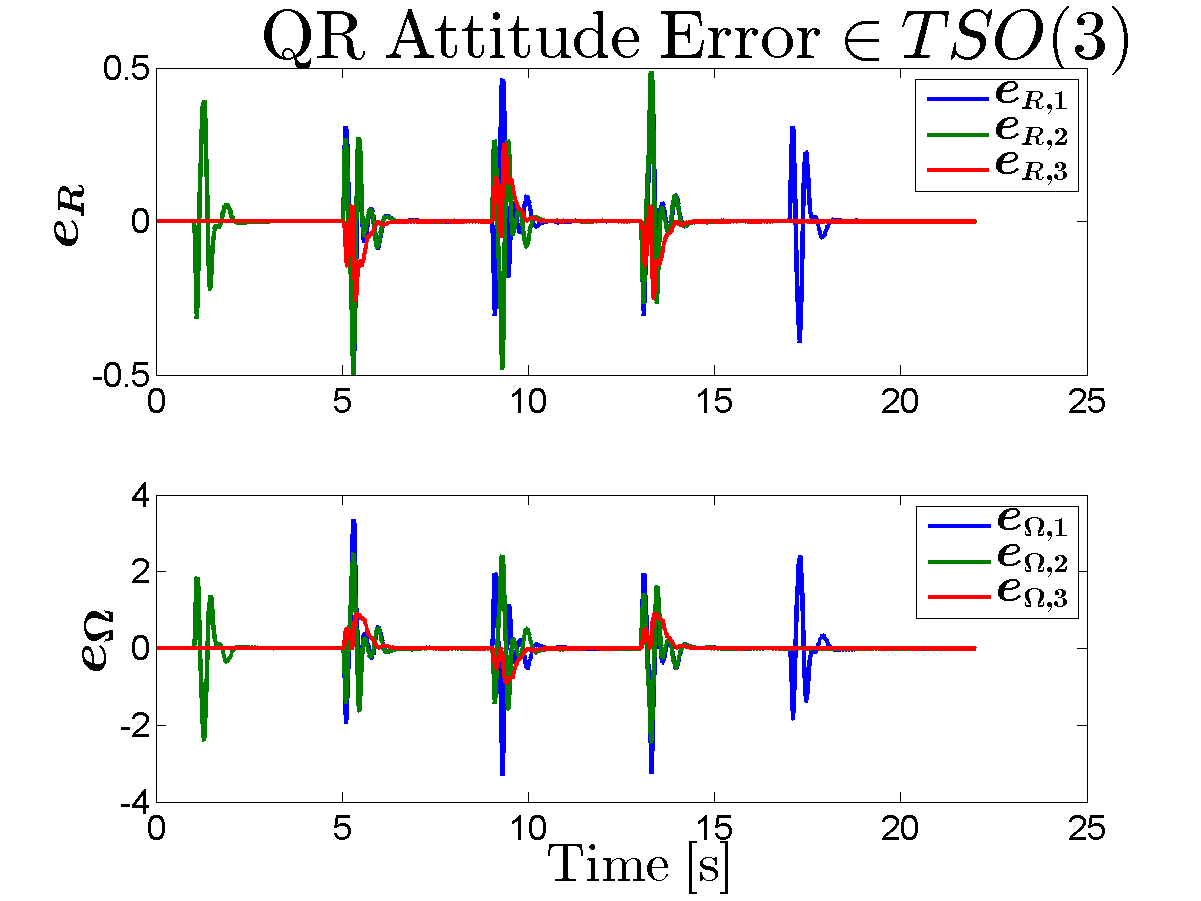 QR Attitude Error ∈ TSO(3)
0.5
0
-0.5
e_R
e_{R,1}
e_{R,2}
e_{R,3}
0 5 10 15 20 25
4
2
0
-2
-4
e_Ω
e_{Ω,1}
e_{Ω,2}
e_{Ω,3}
0 5 10 15 20 25
Time [s]